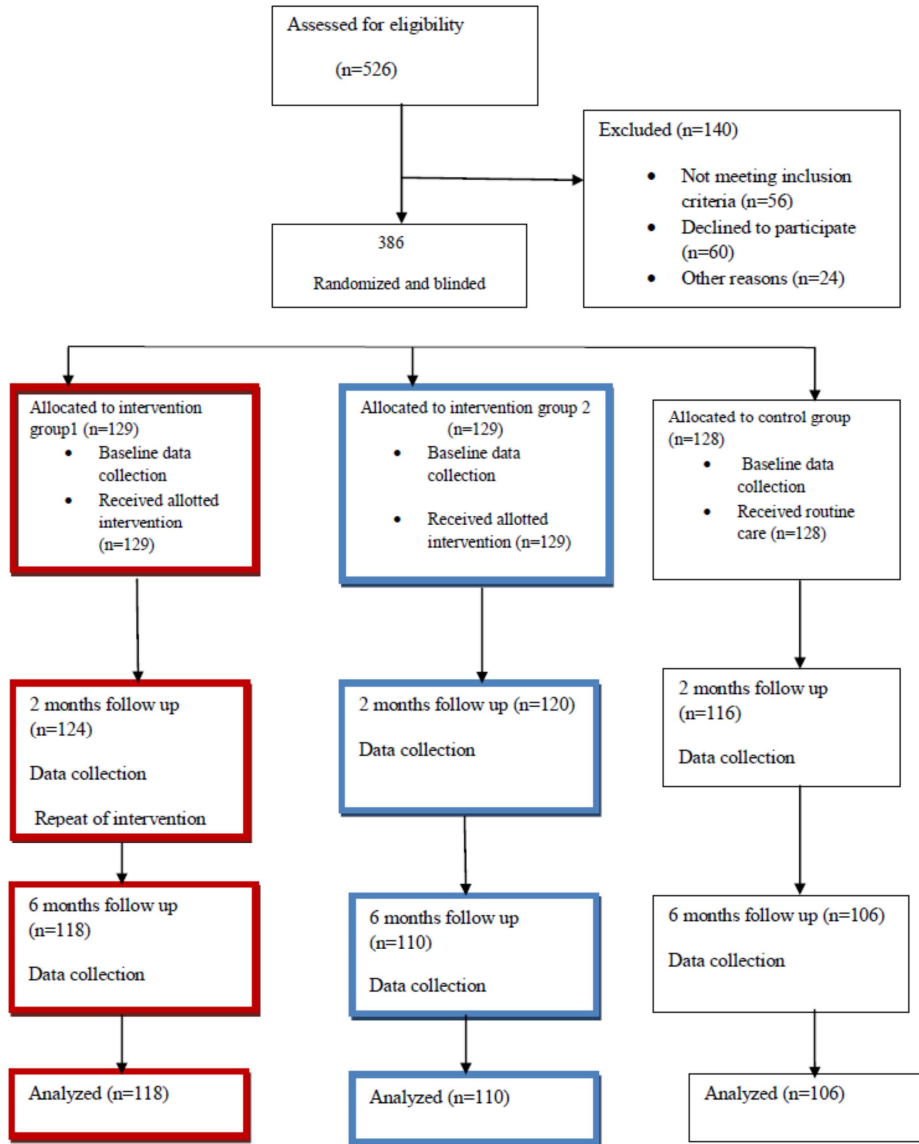 Assessed for eligibility
(n=526)
Excluded (n=140)
• Not meeting inclusion
criteria (n=56)
• Declined to participate
(n=60)
• Other reasons (n=24)
386
Randomized and blinded
Allocated to intervention
group1 (n=129)
• Baseline data
collection
• Received allotted
intervention
(n=129)
Allocated to intervention group 2
(n=129)
• Baseline data
collection
• Received allotted
intervention (n=129)
Allocated to control group
(n=128)
• Baseline data
collection
• Received routine
care (n=128)
2 months follow up
(n=124)
Data collection
Repeat of intervention
2 months follow up (n=120)
Data collection
2 months follow up
(n=116)
Data collection
6 months follow up
(n=118)
Data collection
6 months follow up
(n=110)
Data collection
6 months follow up (n=106)
Data collection
Analyzed (n=118)
Analyzed (n=110)
Analyzed (n=106)